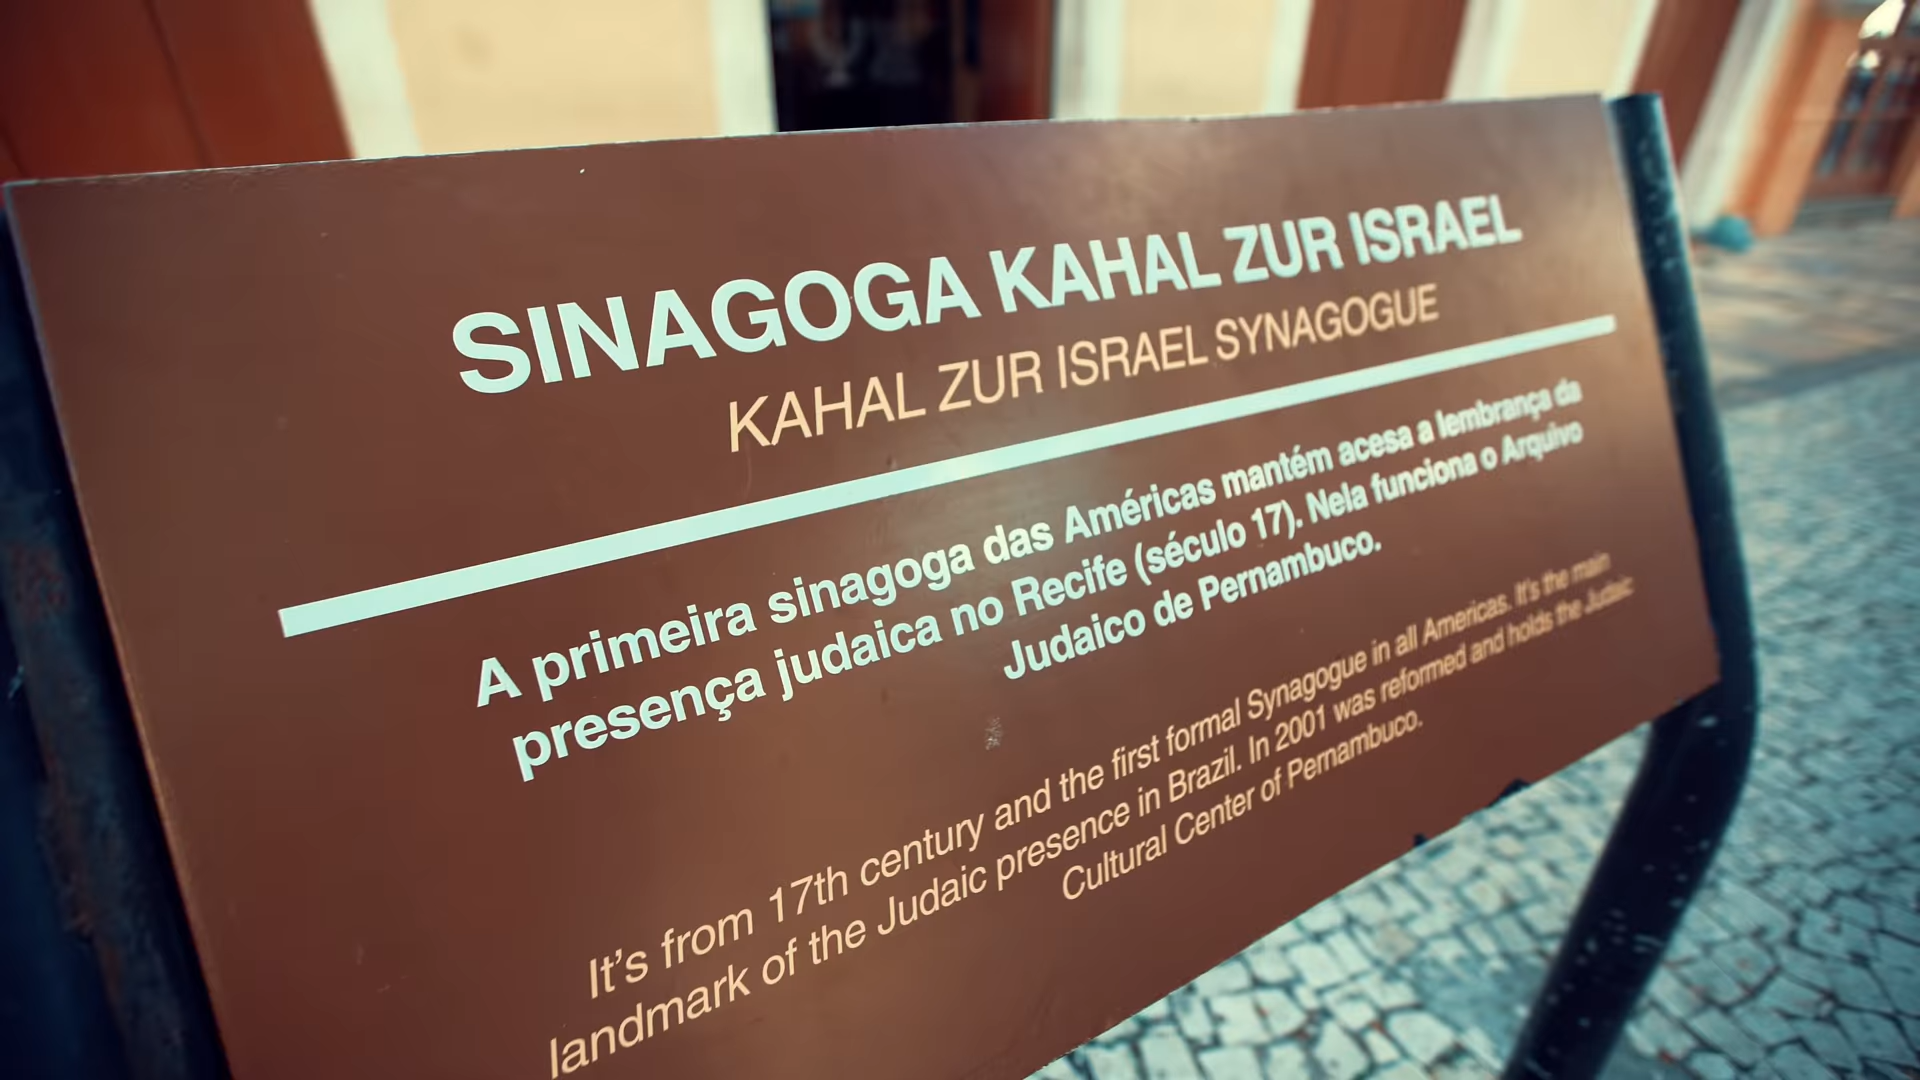 SINAGOGA KAHAL ZUR ISRAEL
KAHAL ZUR ISRAEL SYNAGOGUE
A primeira sinagoga das Américas mantém acesa a lembrança da
presença judaica no Recife (século 17). Nela funciona o Arquivo
Judaico de Pernambuco.
It's from 17th century and the first formal Synagogue in all Americas. It's the main
landmark of the Judaic presence in Brazil. In 2001 was reformed and holds the Judaic
Cultural Center of Pernambuco.